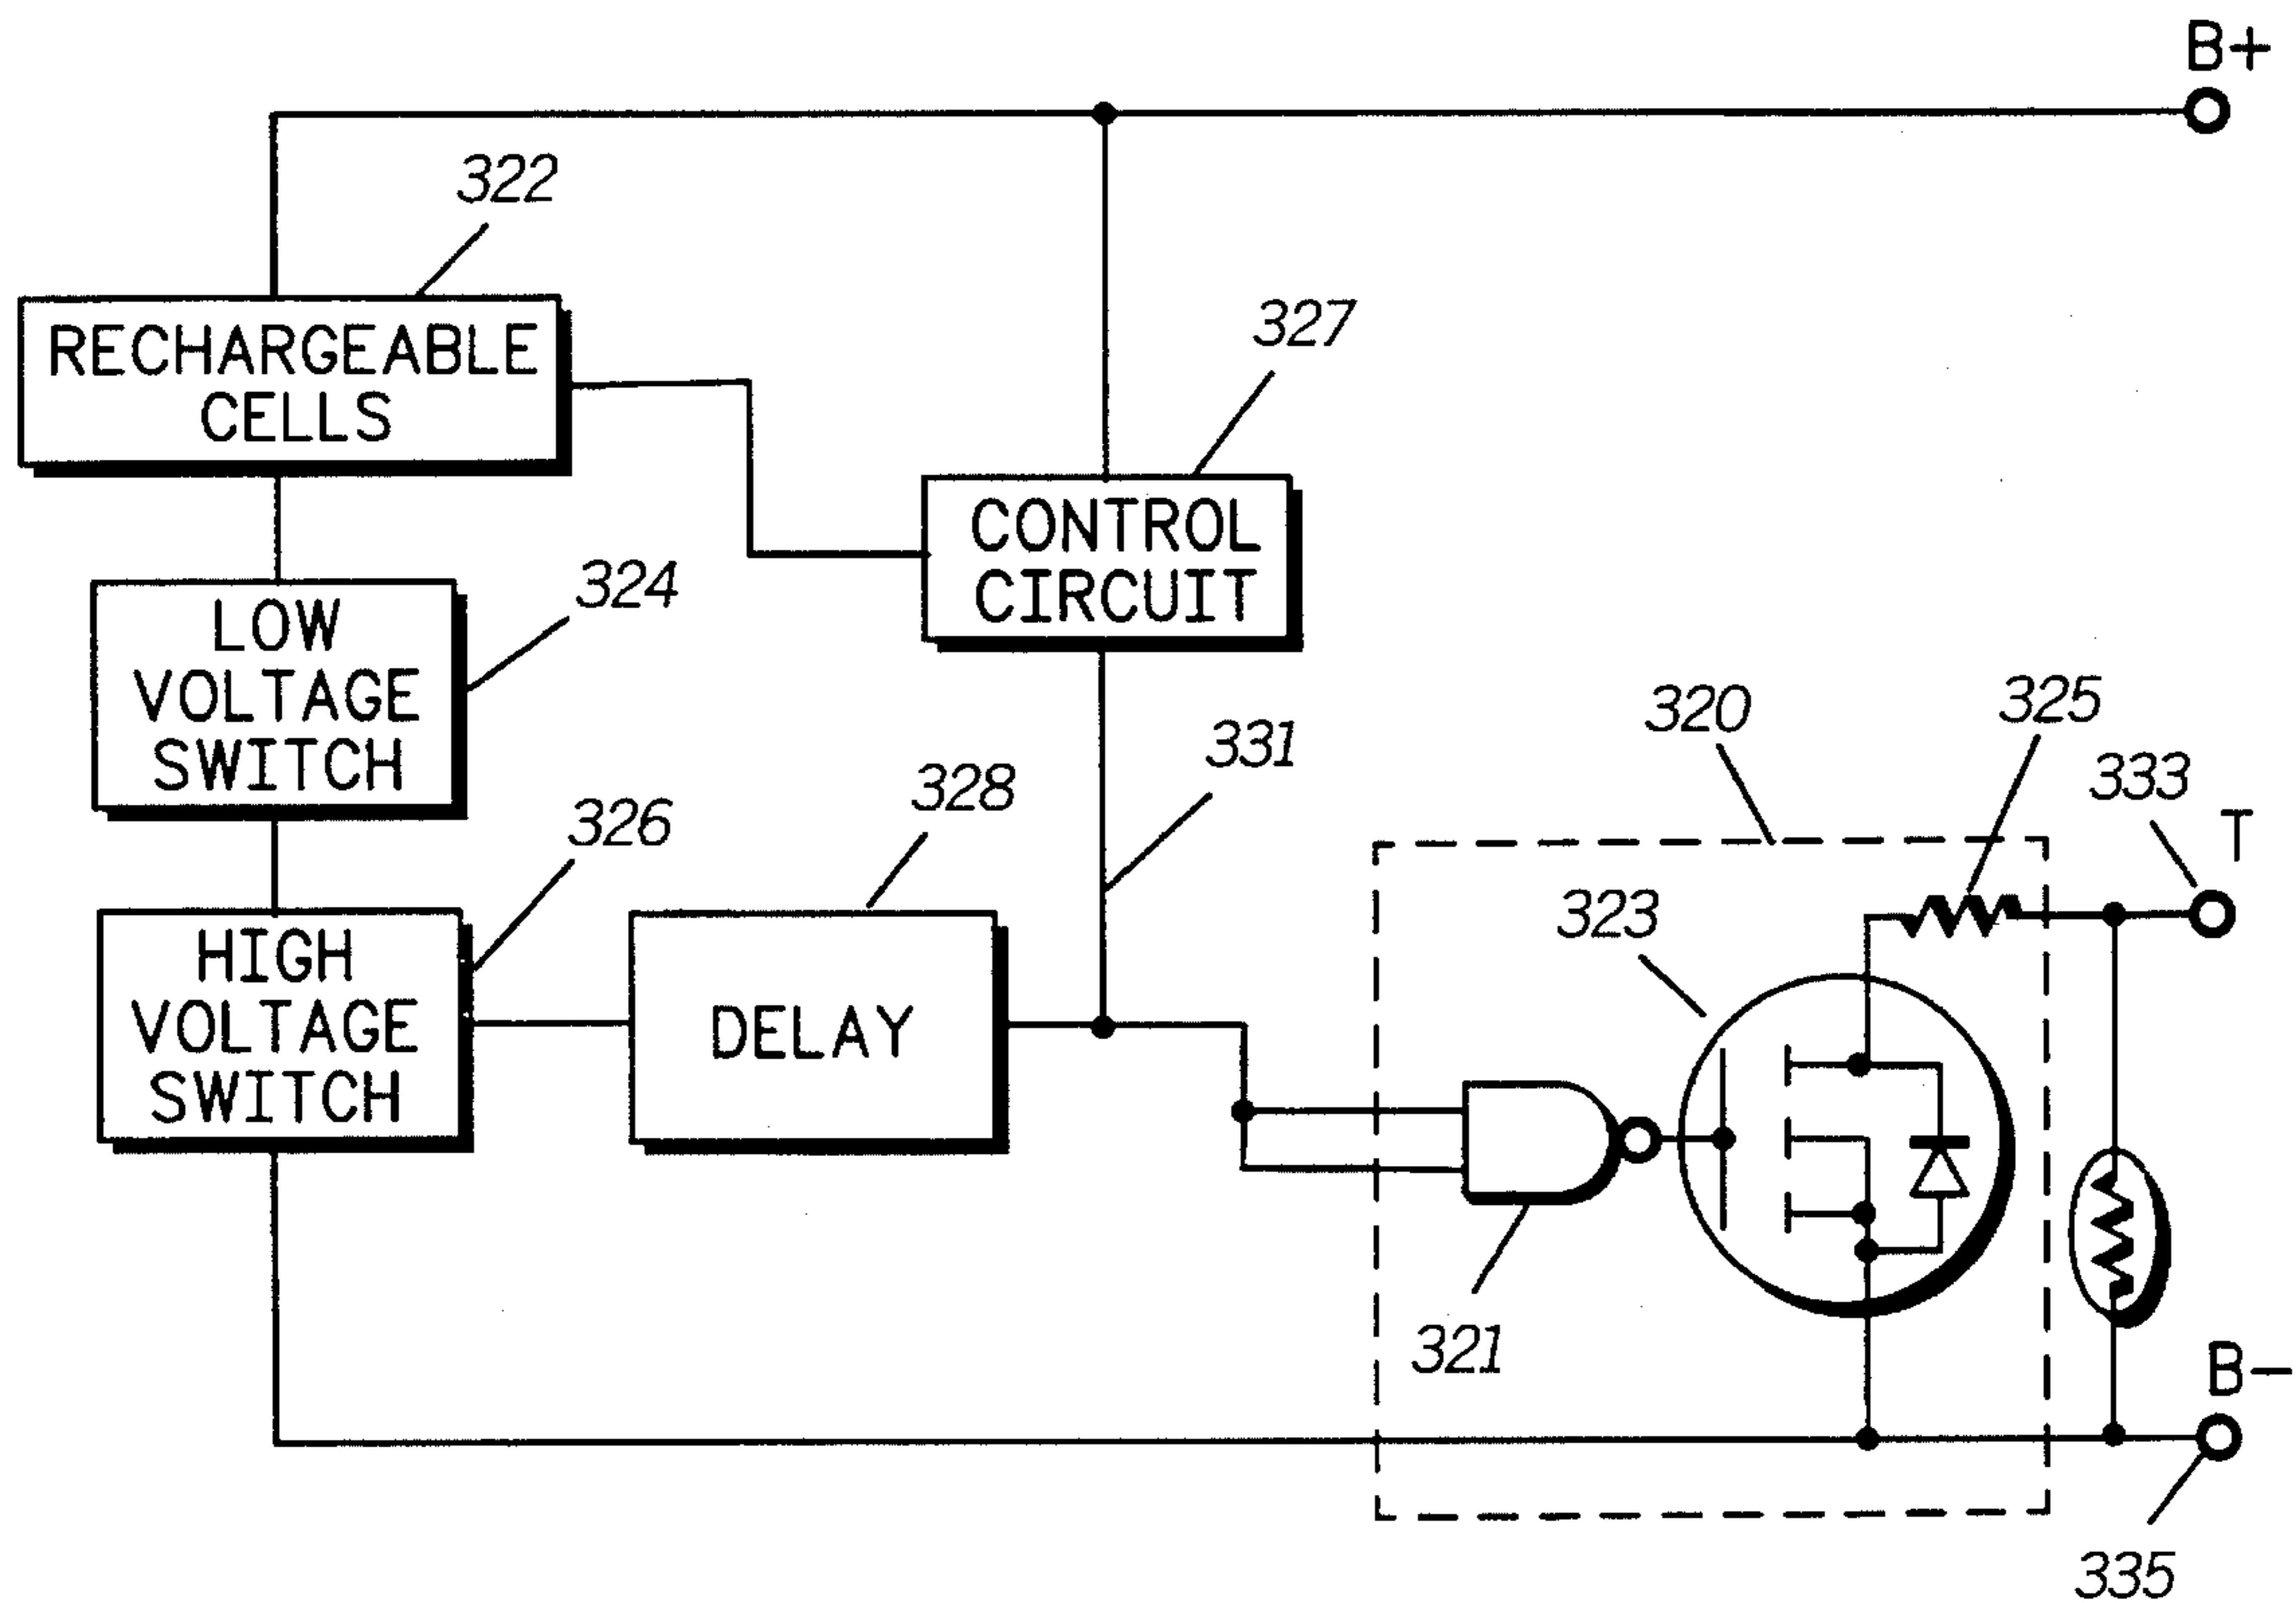 B+
322
RECHARGEABLE
CELLS
327
CONTROL
CIRCUIT
324
LOW
VOLTAGE
SWITCH
331
320
325
333
T
328
326
HIGH
VOLTAGE
SWITCH
DELAY
323
321
B-
335